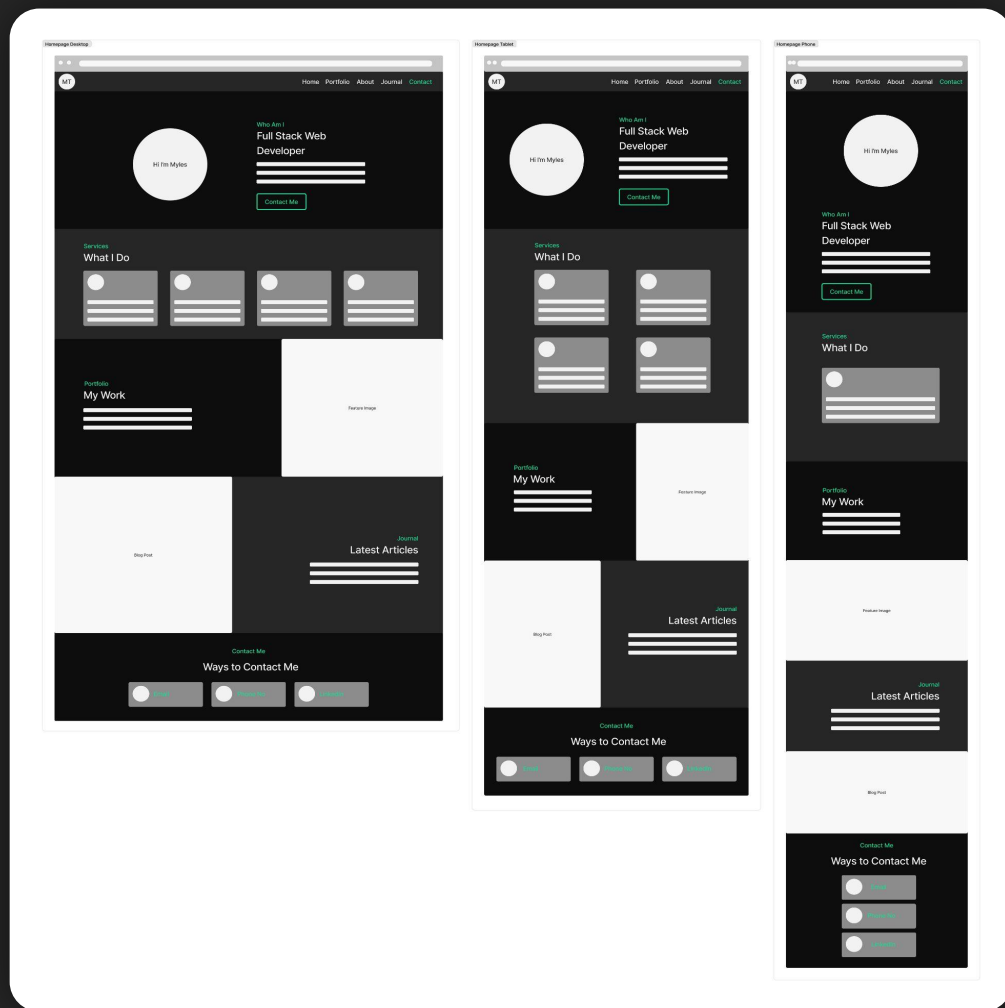 Homepage Desktop
MT
Home Portfolio About Journal Contact
Hi I'm Myles
Who Am I
Full Stack Web
Developer
Contact Me
Services
What I Do
Portfolio
My Work
Feature Image
Blog Post
Journal
Latest Articles
Contact Me
Ways to Contact Me
Homepage Tablet
MT
Home Portfolio About Journal Contact
Hi I'm Myles
Who Am I
Full Stack Web
Developer
Contact Me
Services
What I Do
Portfolio
My Work
Feature Image
Blog Post
Journal
Latest Articles
Contact Me
Ways to Contact Me
Homepage Phone
MT
Home Portfolio About Journal Contact
Hi I'm Myles
Who Am I
Full Stack Web
Developer
Contact Me
Services
What I Do
Portfolio
My Work
Feature Image
Journal
Latest Articles
Blog Post
Contact Me
Ways to Contact Me